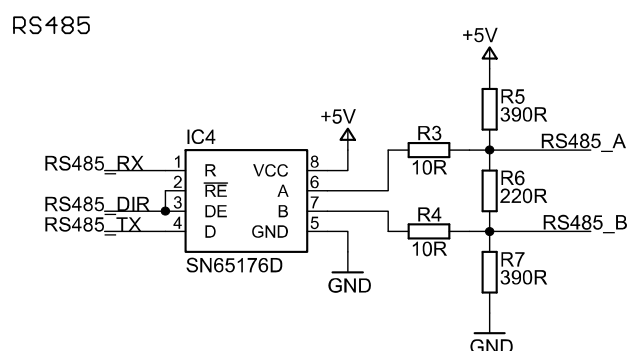 RS485
+5V
R5
390R
+5V
IC4
R3
RS485_A
RS485_RX
1
R
VCC
8
10R
2
RE
A
6
R6
220R
RS485_DIR
3
DE
B
7
R4
RS485_B
RS485_TX
4
D
GND
5
10R
SN65176D
R7
390R
GND
GND